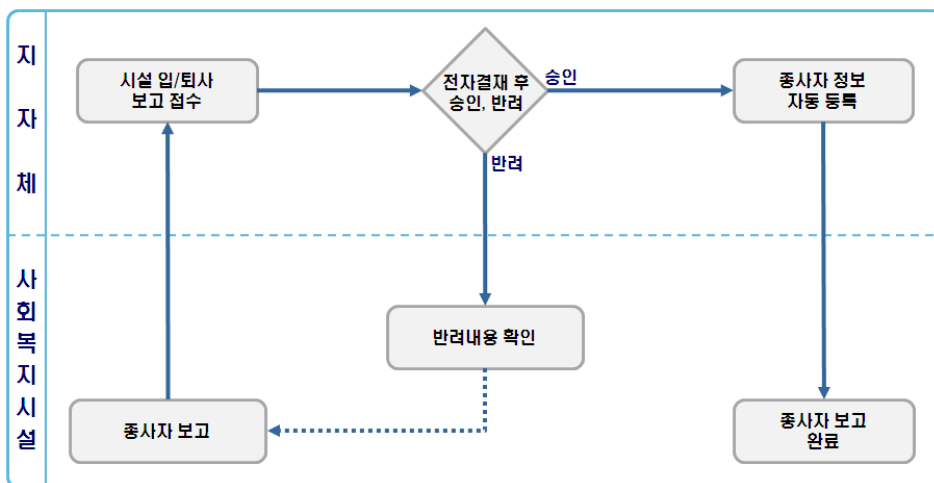 지자체
시설 입/퇴사
보고 접수
전자결재 후
승인, 반려
승인
종사자 정보
자동 등록
반려
사회복지시설
반려내용 확인
종사자 보고
종사자 보고
완료